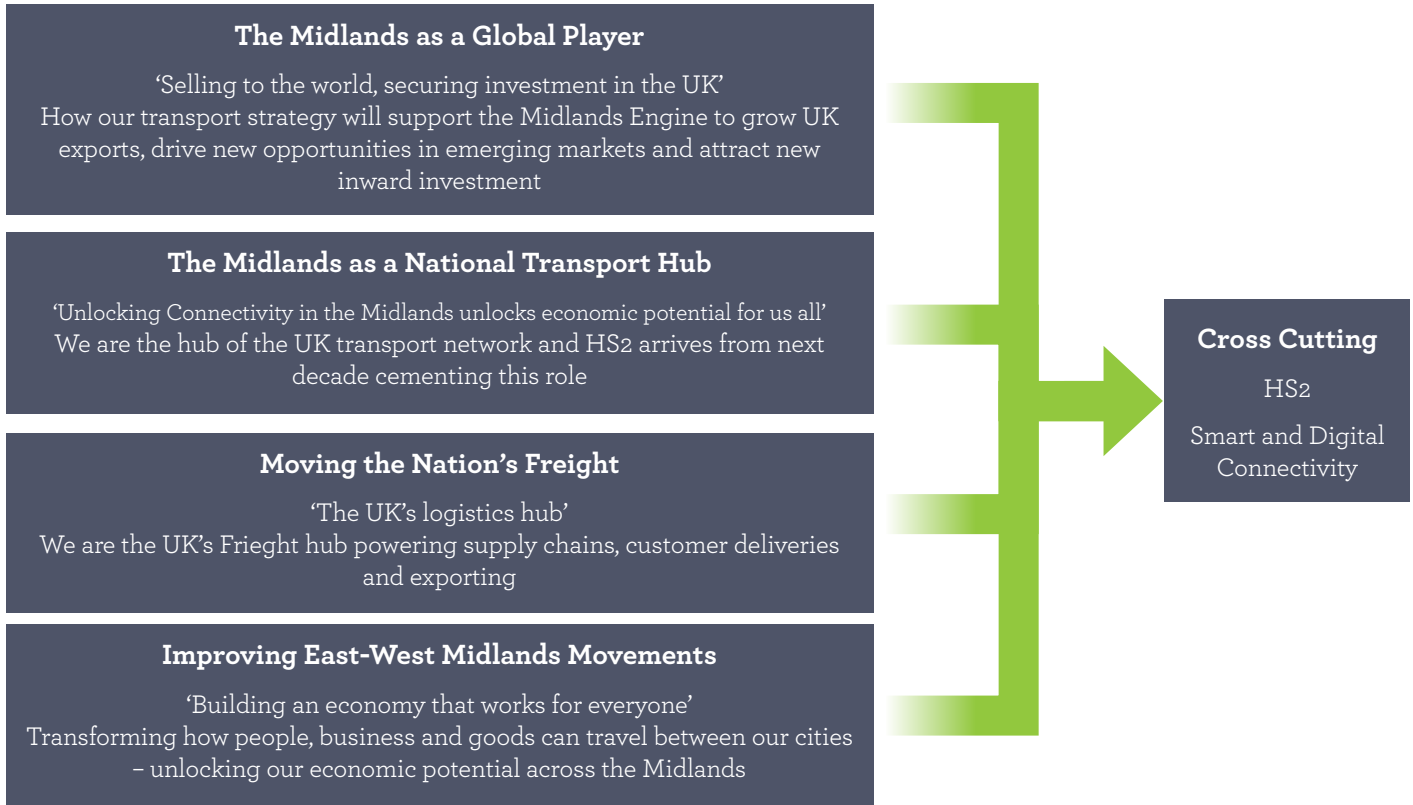 The Midlands as a Global Player
‘Selling to the world, securing investment in the UK’
How our transport strategy will support the Midlands Engine to grow UK
exports, drive new opportunities in emerging markets and attract new
inward investment
The Midlands as a National Transport Hub
‘Unlocking Connectivity in the Midlands unlocks economic potential for us all’
We are the hub of the UK transport network and HS2 arrives from next
decade cementing this role
Moving the Nation’s Freight
‘The UK’s logistics hub’
We are the UK’s Frieght hub powering supply chains, customer deliveries
and exporting
Improving East-West Midlands Movements
‘Building an economy that works for everyone’
Transforming how people, business and goods can travel between our cities
– unlocking our economic potential across the Midlands
Cross Cutting
HS2
Smart and Digital
Connectivity